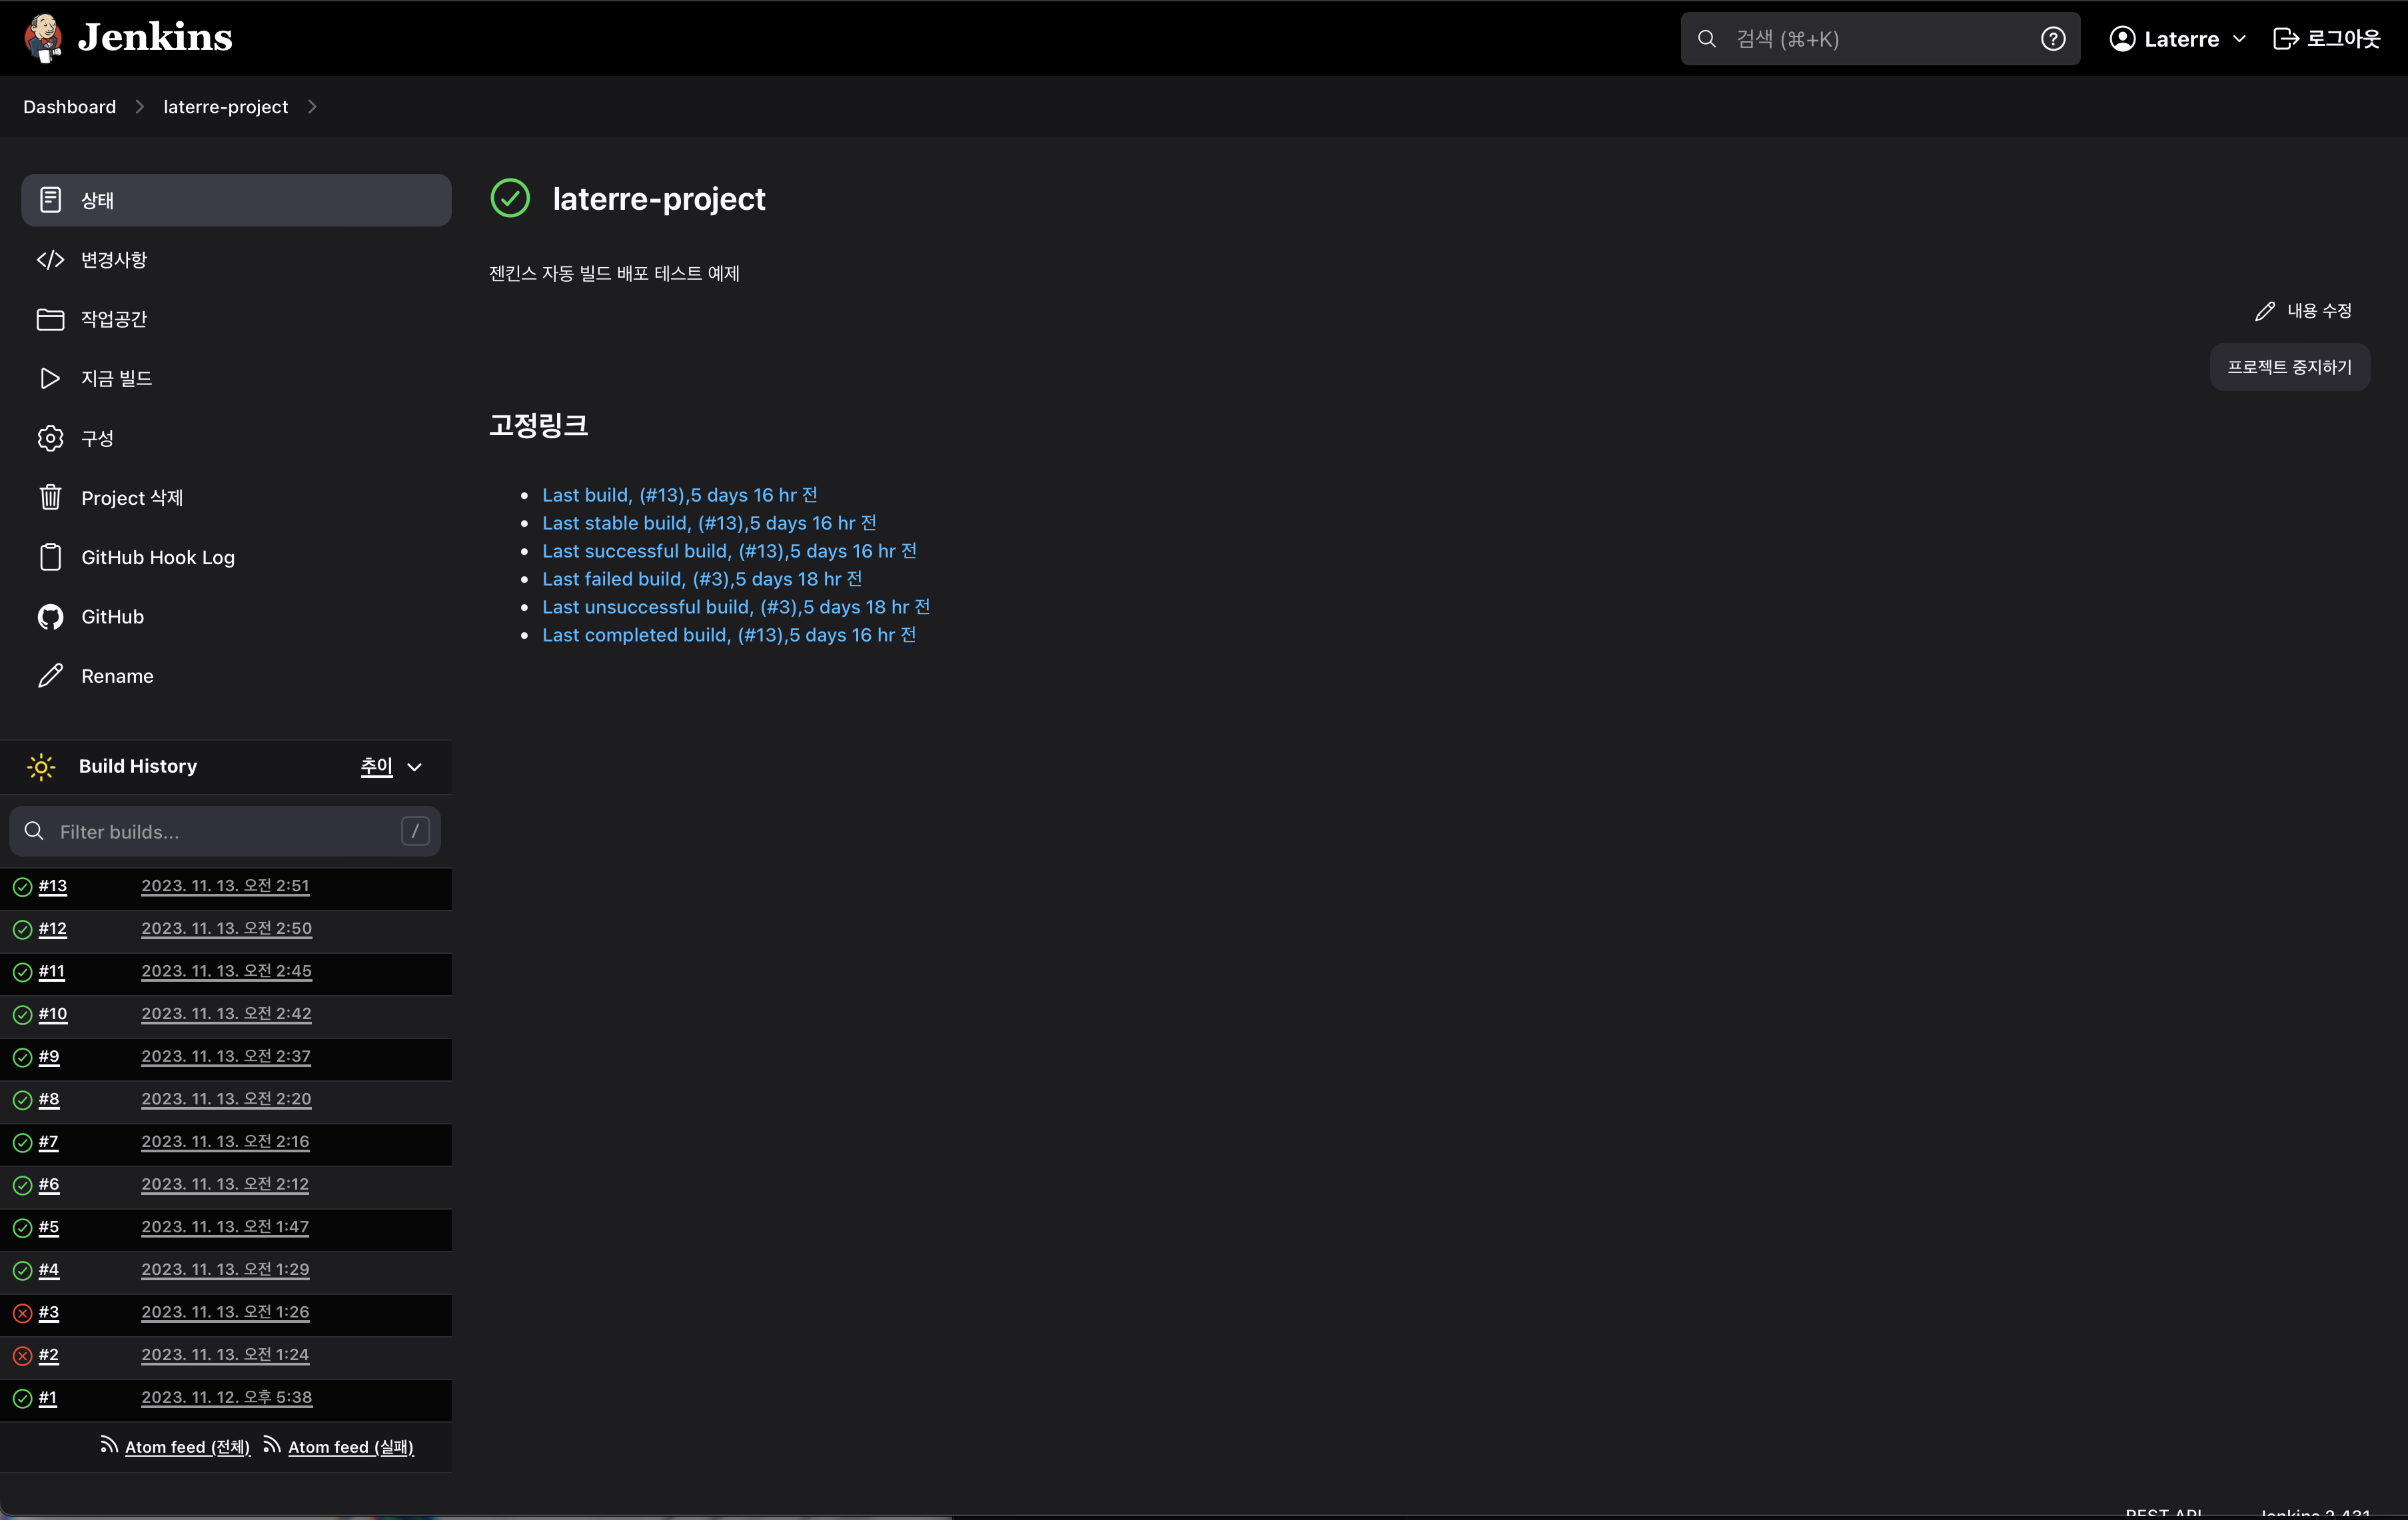 Jenkins
검색 (⌘+K)
Laterre
로그아웃
Dashboard
laterre-project
상태
변경사항
작업공간
지금 빌드
구성
Project 삭제
GitHub Hook Log
GitHub
Rename
laterre-project
젠킨스 자동 빌드 배포 테스트 예제
내용 수정
프로젝트 중지하기
고정링크
Last build, (#13),5 days 16 hr 전
Last stable build, (#13),5 days 16 hr 전
Last successful build, (#13),5 days 16 hr 전
Last failed build, (#3),5 days 18 hr 전
Last unsuccessful build, (#3),5 days 18 hr 전
Last completed build, (#13),5 days 16 hr 전
Build History 추이
Filter builds... /
#13 2023. 11. 13. 오전 2:51
#12 2023. 11. 13. 오전 2:50
#11 2023. 11. 13. 오전 2:45
#10 2023. 11. 13. 오전 2:42
#9 2023. 11. 13. 오전 2:37
#8 2023. 11. 13. 오전 2:20
#7 2023. 11. 13. 오전 2:16
#6 2023. 11. 13. 오전 2:12
#5 2023. 11. 13. 오전 1:47
#4 2023. 11. 13. 오전 1:29
#3 2023. 11. 13. 오전 1:26
#2 2023. 11. 13. 오전 1:24
#1 2023. 11. 12. 오후 5:38
Atom feed (전체) Atom feed (실패)
REST API Jenkins 2.431